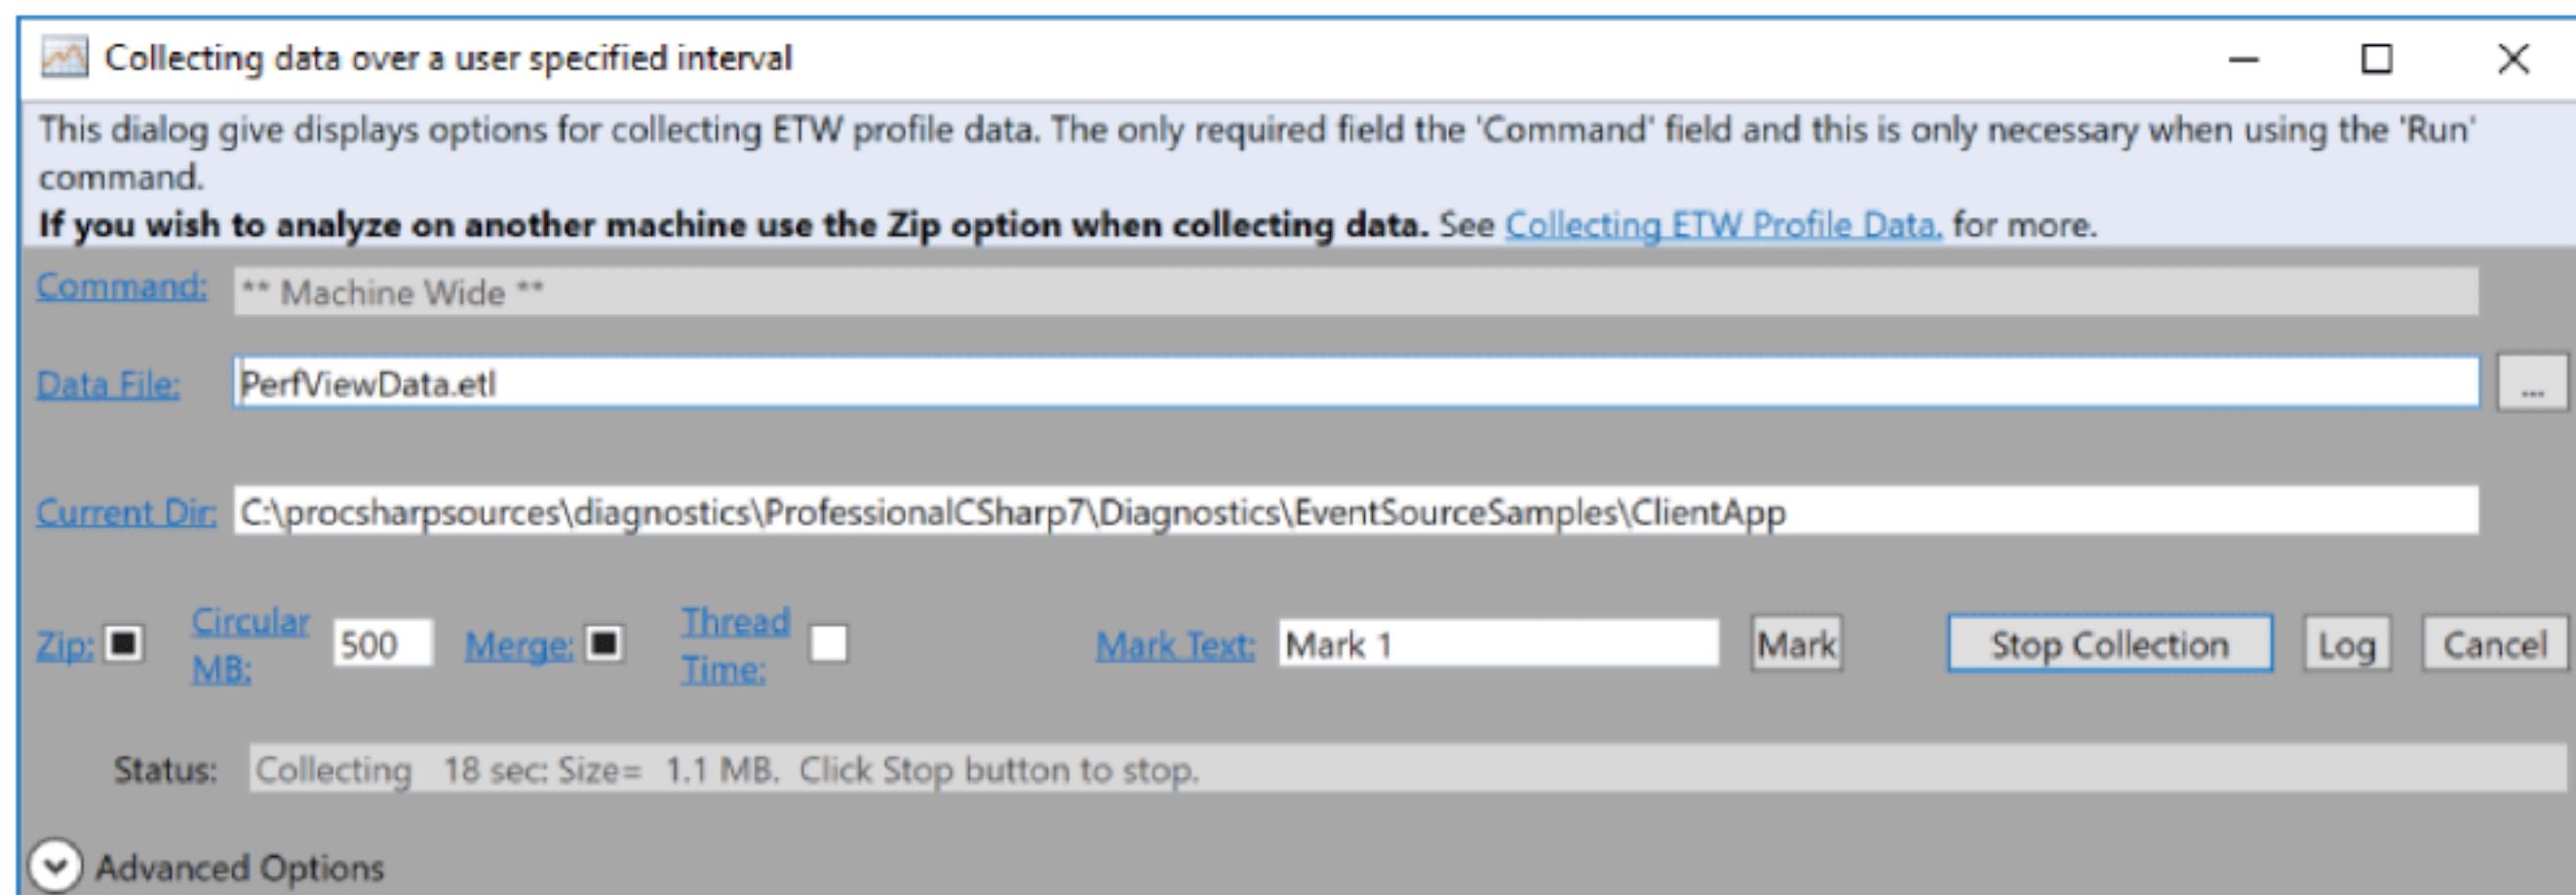 Collecting data over a user specified interval
This dialog give displays options for collecting ETW profile data. The only required field the 'Command' field and this is only necessary when using the 'Run'
command.
If you wish to analyze on another machine use the Zip option when collecting data. See Collecting ETW Profile Data. for more.
Command: ** Machine Wide **
Data File: PerfViewData.etl ...
Current Dir: C:\procsharpsources\diagnostics\ProfessionalCSharp7\Diagnostics\EventSourceSamples\ClientApp
Zip: Circular MB: 500 Merge: Thread Time: Mark Text: Mark 1 Mark Stop Collection Log Cancel
Status: Collecting 18 sec: Size= 1.1 MB. Click Stop button to stop.
Advanced Options